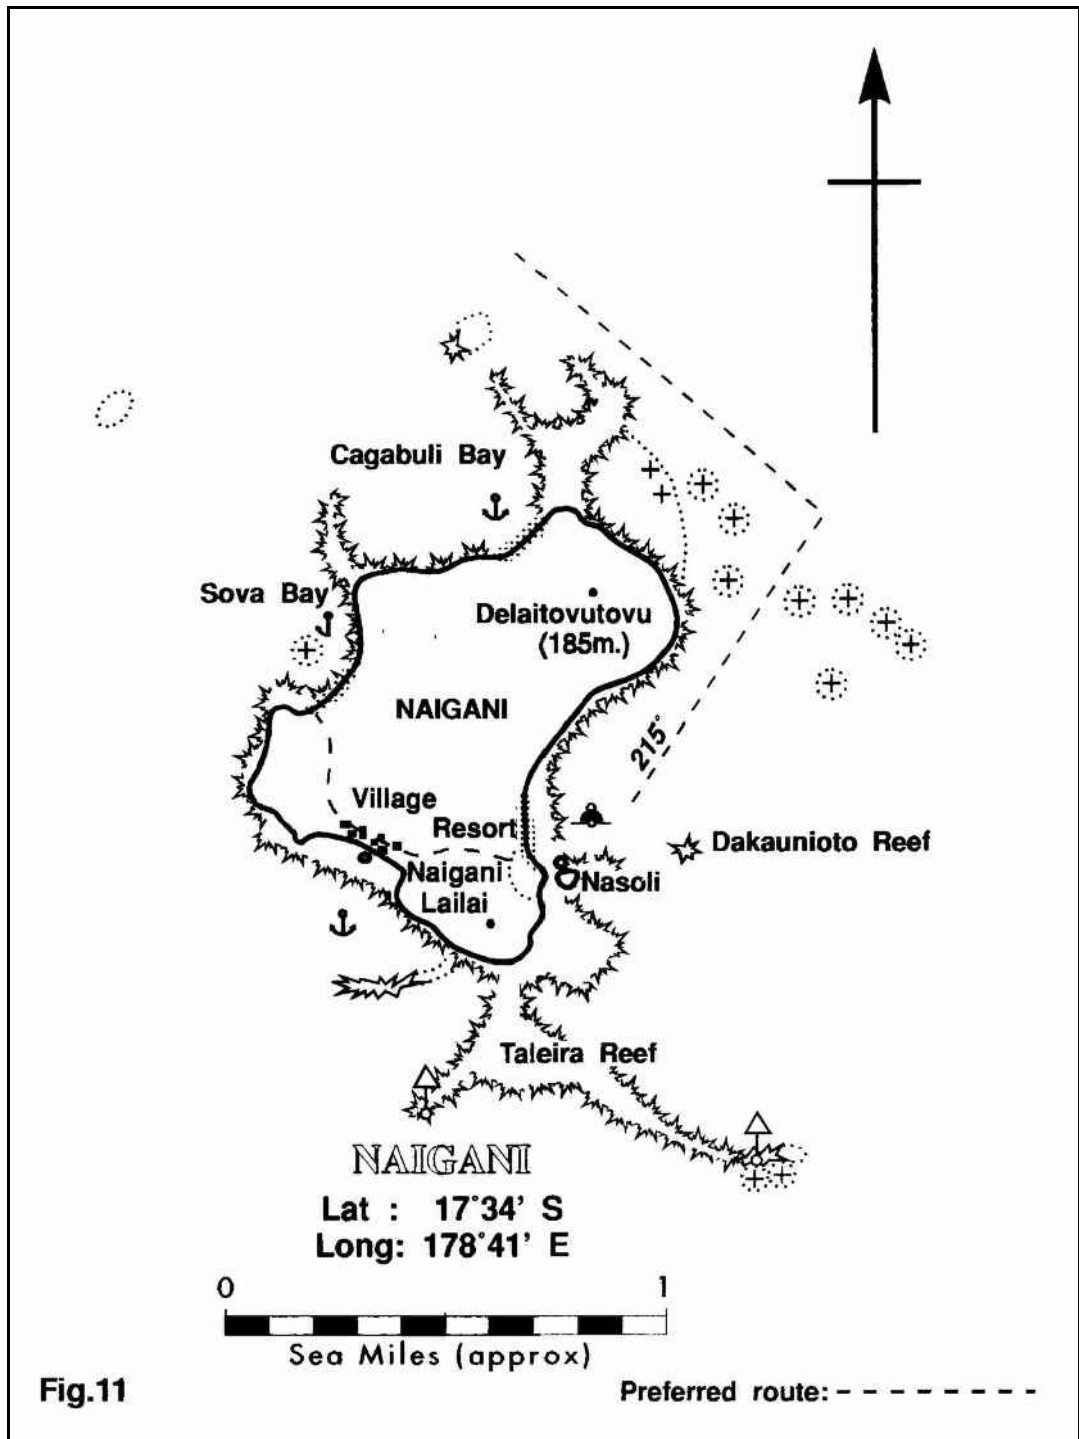 Cagabuli Bay
Sova Bay
Delaitovutovu
(185m.)
NAIGANI
215°
Village
Resort
Dakaunioto Reef
Naigani
Lailai
Nasoli
Taleira Reef
NAIGANI
Lat : 17°34' S
Long: 178°41' E
0 1
Sea Miles (approx)
Fig.11
Preferred route: